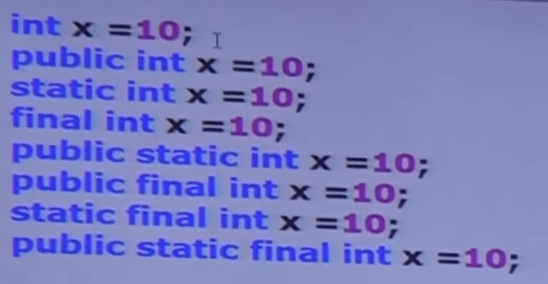 int x =10;
public int x =10;
static int x =10;
final int x =10;
public static int x =10;
public final int x =10;
static final int x =10;
public static final int x =10;